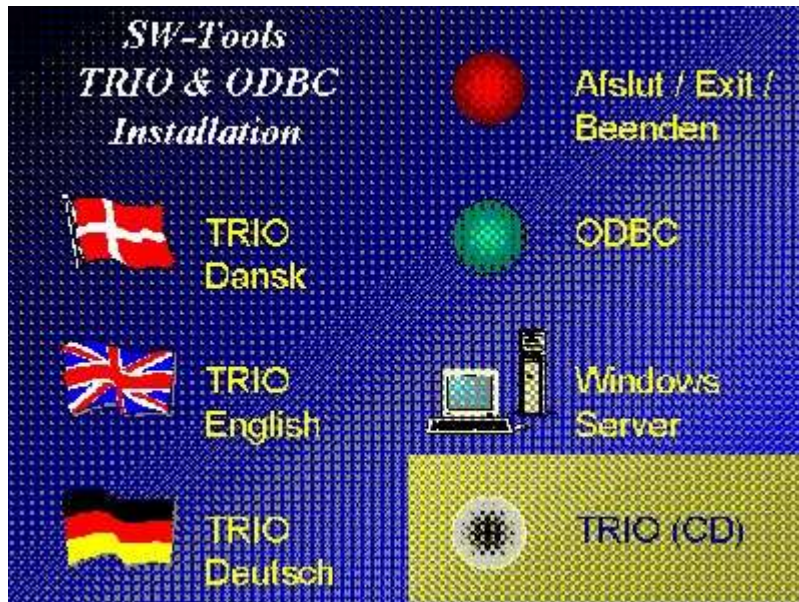 SW-Tools
TRIO & ODBC
Installation
Afslut / Exit /
Beenden
TRIO
Dansk
ODBC
TRIO
English
Windows
Server
TRIO
Deutsch
TRIO (CD)